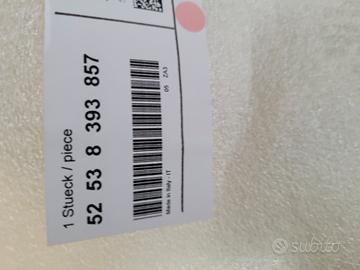 1 Stueck / piece
52 53 8 393 857
05 ZA3
Made in Italy - IT
subito